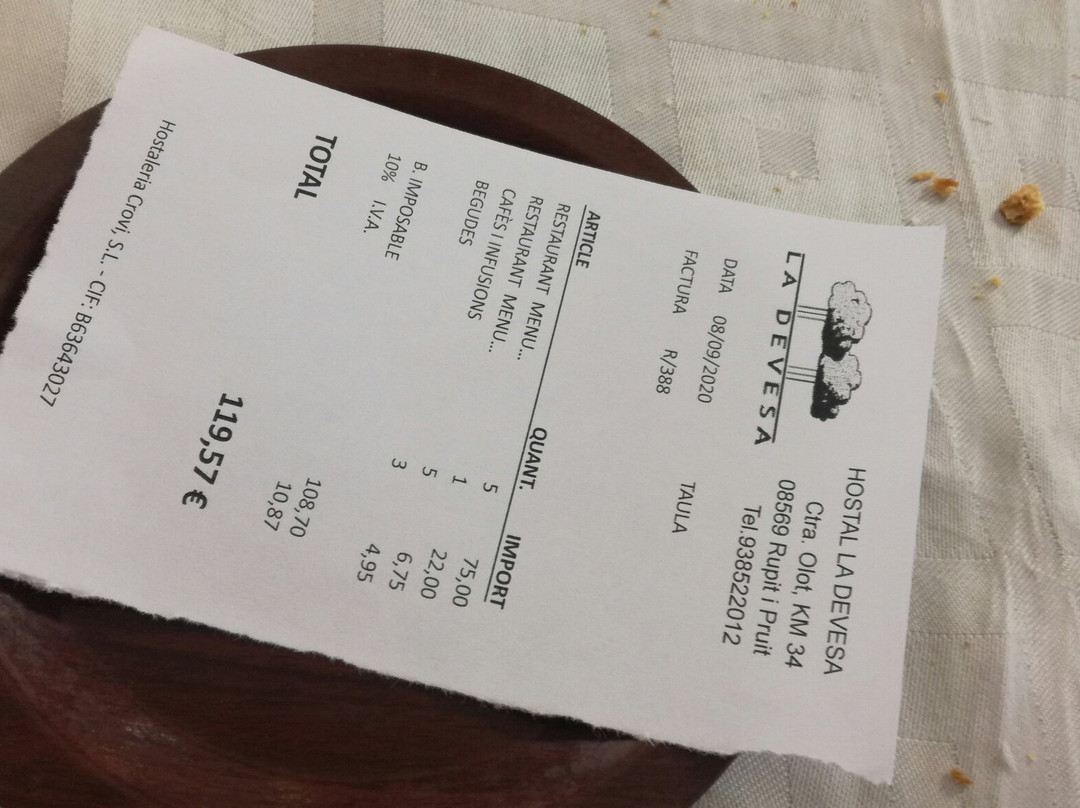 LA DEVESA
HOSTAL LA DEVESA
Ctra. Olot, KM 34
08569 Rupit i Pruit
Tel.938522012
DATA 08/09/2020
FACTURA R/388 TAULA
ARTICLE QUANT. IMPORT
RESTAURANT MENU... 5 75,00
RESTAURANT MENU... 1 22,00
CAFÈS I INFUSIONS 5 6,75
BEGUDES 3 4,95
B. IMPOSABLE 108,70
10% I.V.A. 10,87
TOTAL 119,57 €
Hostaleria Crovi, S.L. - CIF: B63643027